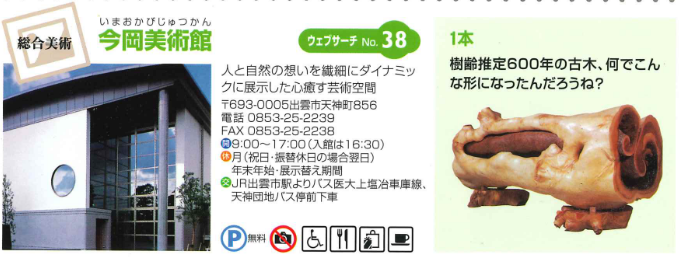 総合美術
いまおかびじゅつかん
今岡美術館
ウェブサーチ No.38
人と自然の想いを繊細にダイナミッ
クに展示した心癒す芸術空間
〒693-0005出雲市天神町856
電話 0853-25-2239
FAX 0853-25-2238
開9:00~17:00(入館は16:30)
休月(祝日・振替休日の場合翌日)
年末年始・展示替え期間
交JR出雲市駅よりバス医大上塩冶車庫線、
天神団地バス停前下車
P無料
1本
樹齢推定600年の古木、何でこん
な形になったんだろうね?